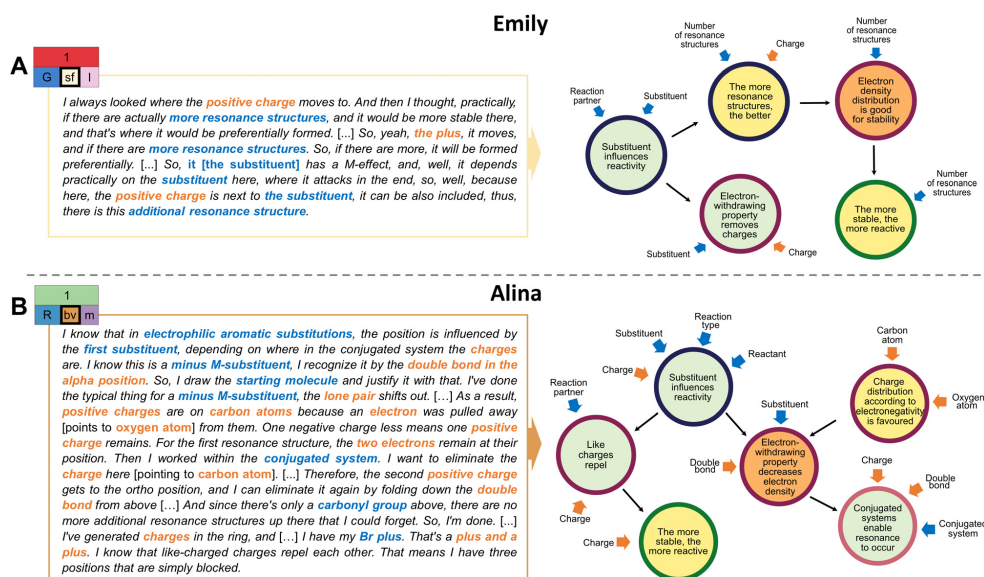 Emily
A
1
G sf I
I always looked where the positive charge moves to. And then I thought, practically,
if there are actually more resonance structures, and it would be more stable there,
and that's where it would be preferentially formed. [...] So, yeah, the plus, it moves,
and if there are more resonance structures. So, if there are more, it will be formed
preferentially. [...] So, it [the substituent] has a M-effect, and, well, it depends
practically on the substituent here, where it attacks in the end, so, well, because
here, the positive charge is next to the substituent, it can be also included, thus,
there is this additional resonance structure.
Reaction
partner
Substituent
Substituent
influences
reactivity
Number
of resonance
structures
Charge
The more
resonance
structures,
the better
Number
of resonance
structures
Electron
density
distribution
is good
for stability
Electron-
withdrawing
property
removes
charges
Substituent
Charge
Number
of resonance
structures
The more
stable, the
more reactive
B
Alina
1
R bv m
I know that in electrophilic aromatic substitutions, the position is influenced by
the first substituent, depending on where in the conjugated system the charges
are. I know this is a minus M-substituent, I recognize it by the double bond in the
alpha position. So, I draw the starting molecule and justify it with that. I've done
the typical thing for a minus M-substituent, the lone pair shifts out. [...] As a result,
positive charges are on carbon atoms because an electron was pulled away
[points to oxygen atom] from them. One negative charge less means one positive
charge remains. For the first resonance structure, the two electrons remain at their
position. Then I worked within the conjugated system. I want to eliminate the
charge here [pointing to carbon atom]. [...] Therefore, the second positive charge
gets to the ortho position, and I can eliminate it again by folding down the double
bond from above [...] And since there's only a carbonyl group above, there are no
more additional resonance structures up there that I could forget. So, I'm done. [...]
I've generated charges in the ring, and [...] I have my Br plus. That's a plus and a
plus. I know that like-charged charges repel each other. That means I have three
positions that are simply blocked.
Substituent
Reaction
type
Reactant
Charge
Substituent
influences
reactivity
Carbon
atom
Oxygen
atom
Charge
distribution
according to
electronegativity
is favoured
Reaction
partner
Like
charges
repel
Charge
Substituent
Double
bond
Electron-
withdrawing
property
decreases
electron
density
Charge
Double
bond
Conjugated
system
Conjugated
systems
enable
resonance
to occur
Charge
The more
stable, the
more reactive